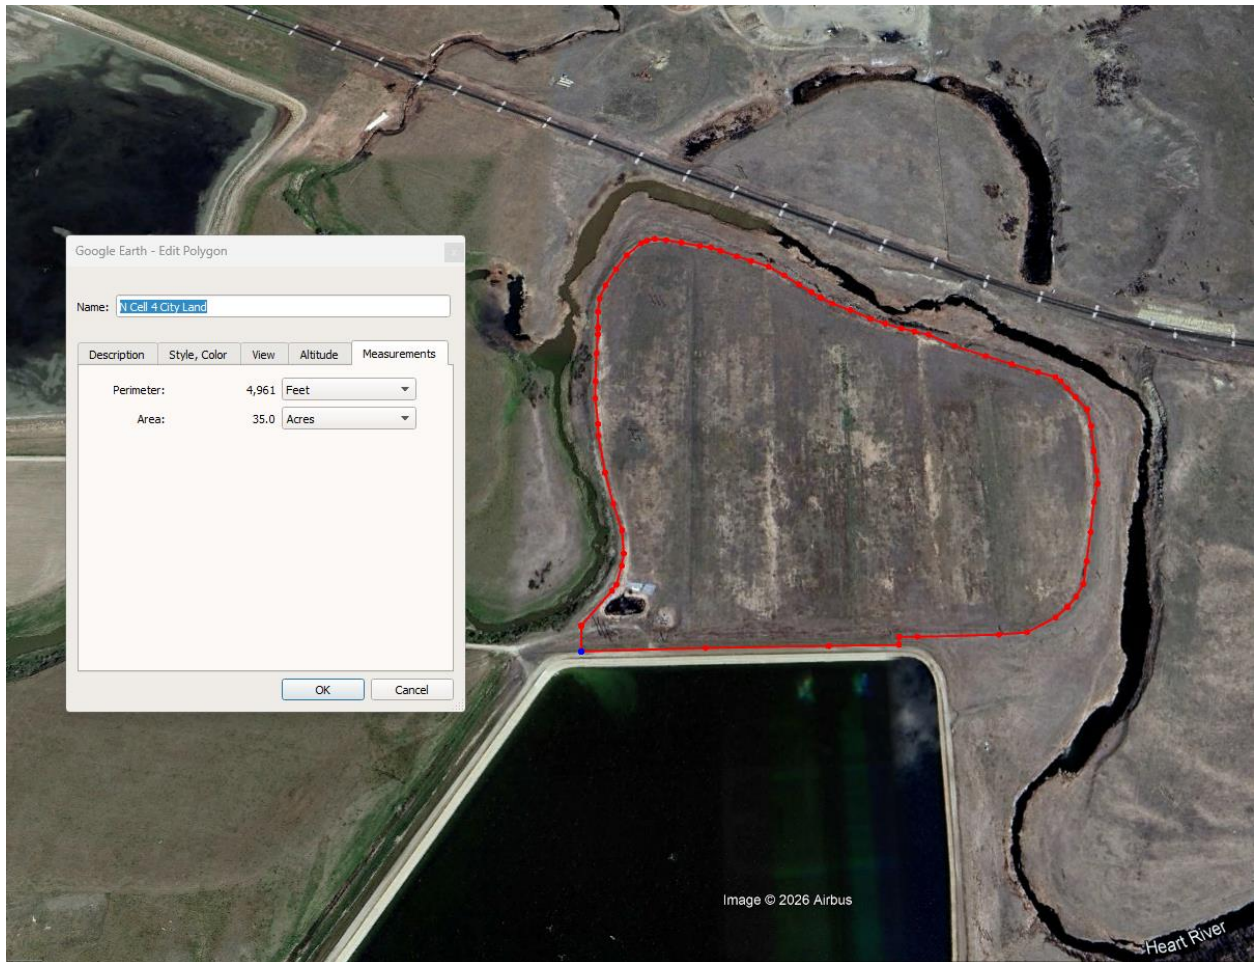 Google Earth - Edit Polygon
Name: N Cell 4 City Land
Description Style, Color View Altitude Measurements
Perimeter: 4,961 Feet
Area: 35.0 Acres
OK Cancel
Image © 2026 Airbus
Heart River